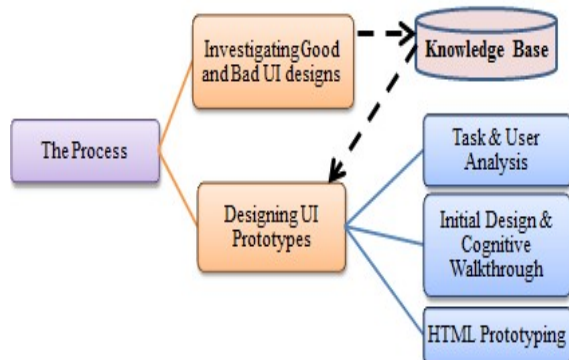 Investigating Good
and Bad UI designs
Knowledge Base
The Process
Task & User
Analysis
Designing UI
Prototypes
Initial Design &
Cognitive
Walkthrough
HTML Prototyping